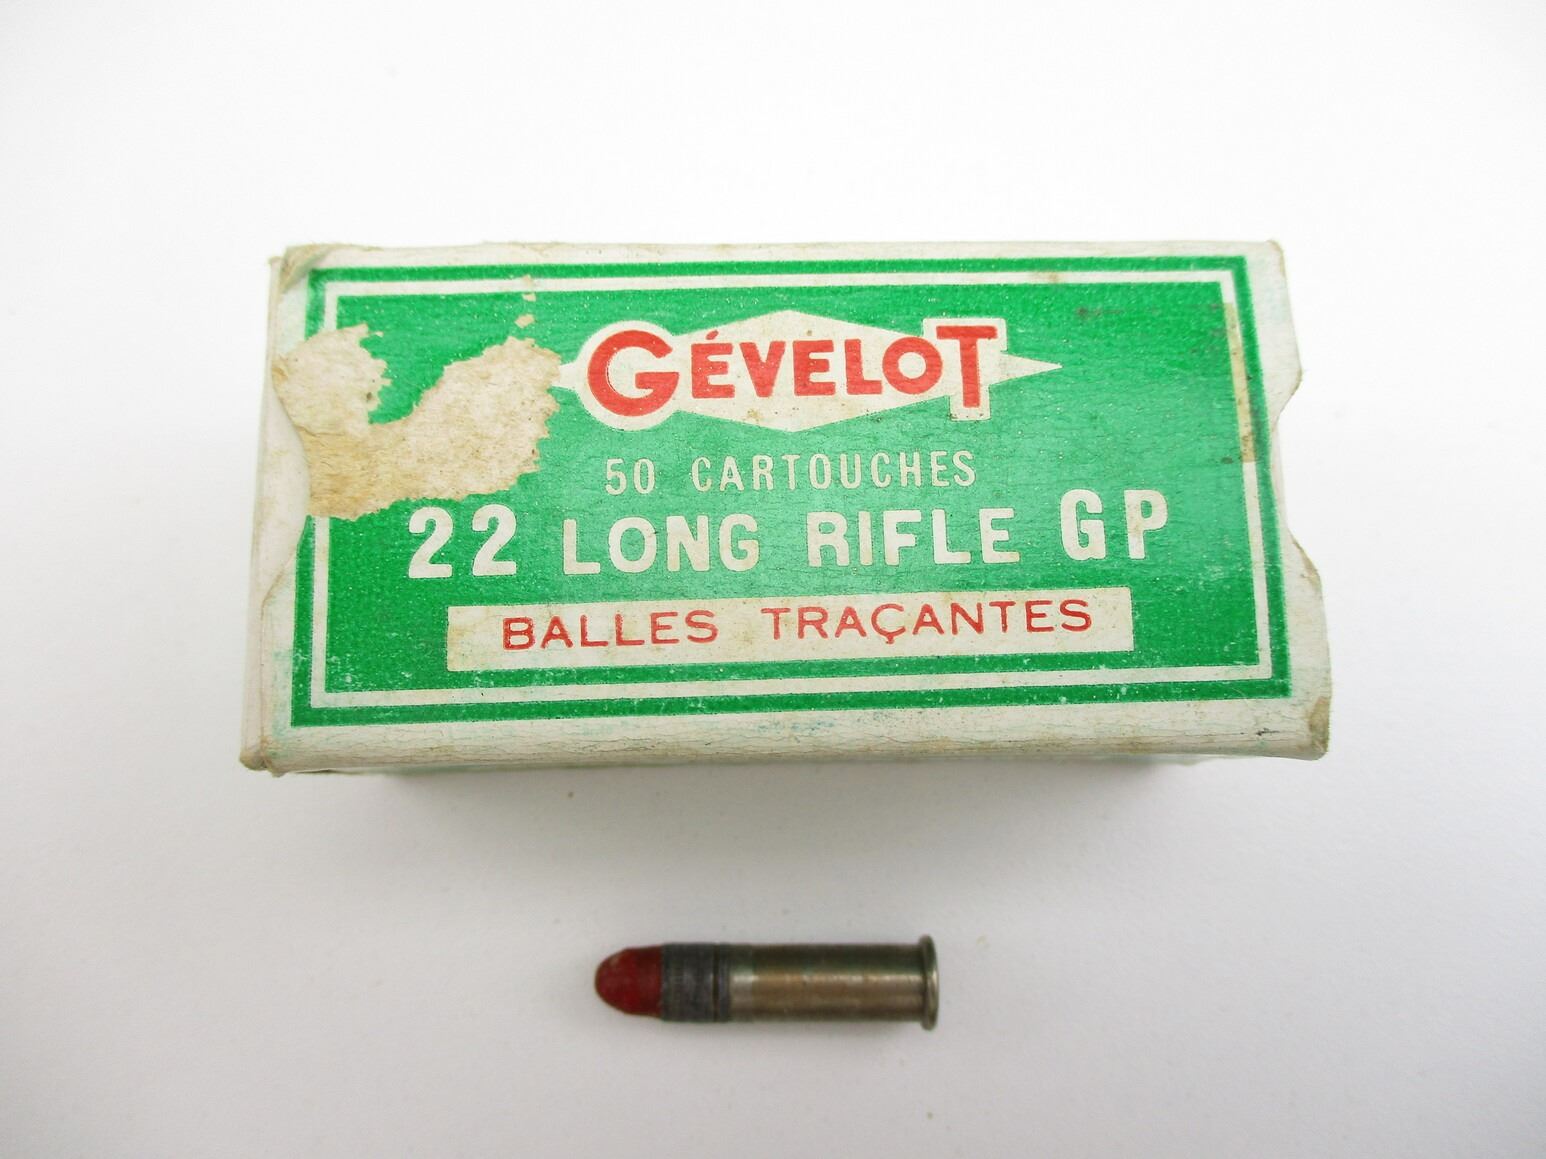 GÉVELOT
50 CARTOUCHES
22 LONG RIFLE GP
BALLES TRAÇANTES